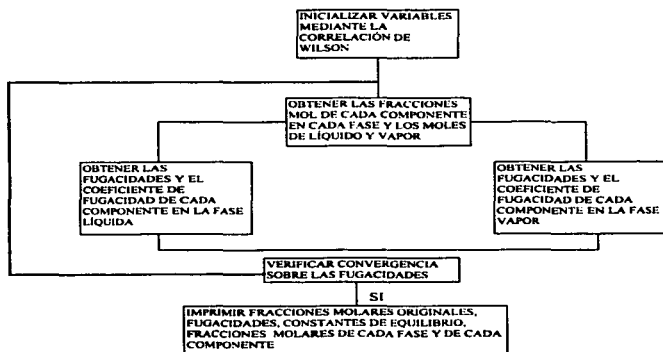 INICIALIZAR VARIABLES
MEDIANTE LA
CORRELACIÓN DE
WILSON
OBTENER LAS FRACCIONES
MOL DE CADA COMPONENTE
EN CADA FASE Y LOS MOLES
DE LÍQUIDO Y VAPOR
OBTENER LAS
FUGACIDADES Y EL
COEFICIENTE DE
FUGACIDAD DE CADA
COMPONENTE EN LA FASE
LÍQUIDA
OBTENER LAS
FUGACIDADES Y EL
COEFICIENTE DE
FUGACIDAD DE CADA
COMPONENTE EN LA FASE
VAPOR
VERIFICAR CONVERGENCIA
SOBRE LAS FUGACIDADES
SI
IMPRIMIR FRACCIONES MOLARES ORIGINALES,
FUGACIDADES, CONSTANTES DE EQUILIBRIO,
FRACCIONES MOLARES DE CADA FASE Y DE CADA
COMPONENTE